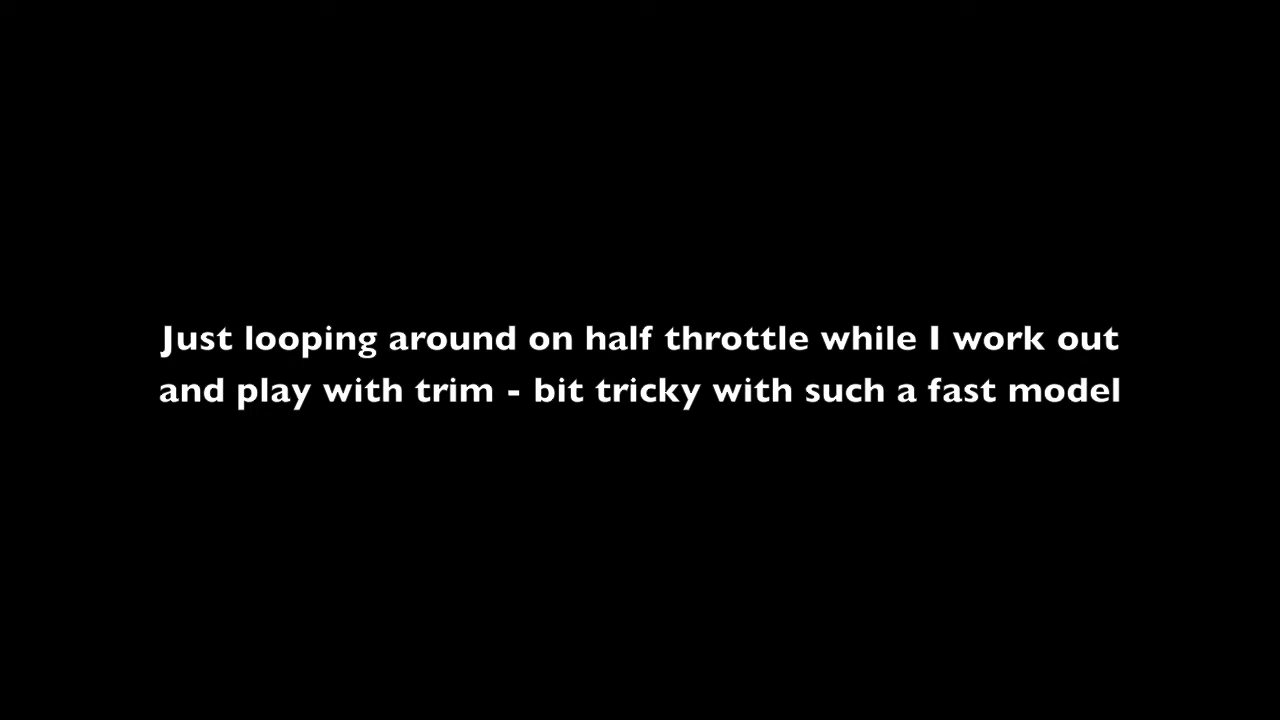 Just looping around on half throttle while I work out
and play with trim - bit tricky with such a fast model